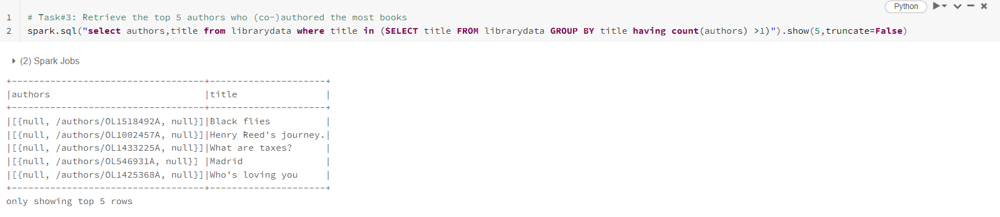 Python
1 # Task#3: Retrieve the top 5 authors who (co-)authored the most books
2 spark.sql("select authors,title from librarydata where title in (SELECT title FROM librarydata GROUP BY title having count(authors) >1)").show(5,truncate=False)
(2) Spark Jobs
+-----------------------------------+---------------------+
|authors                            |title                |
+-----------------------------------+---------------------+
|[{null, /authors/OL1518492A, null}]|Black flies          |
|[{null, /authors/OL1002457A, null}]|Henry Reed's journey.|
|[{null, /authors/OL1433225A, null}]|What are taxes?      |
|[{null, /authors/OL546931A, null}] |Madrid               |
|[{null, /authors/OL1425368A, null}]|Who's loving you     |
+-----------------------------------+---------------------+
only showing top 5 rows